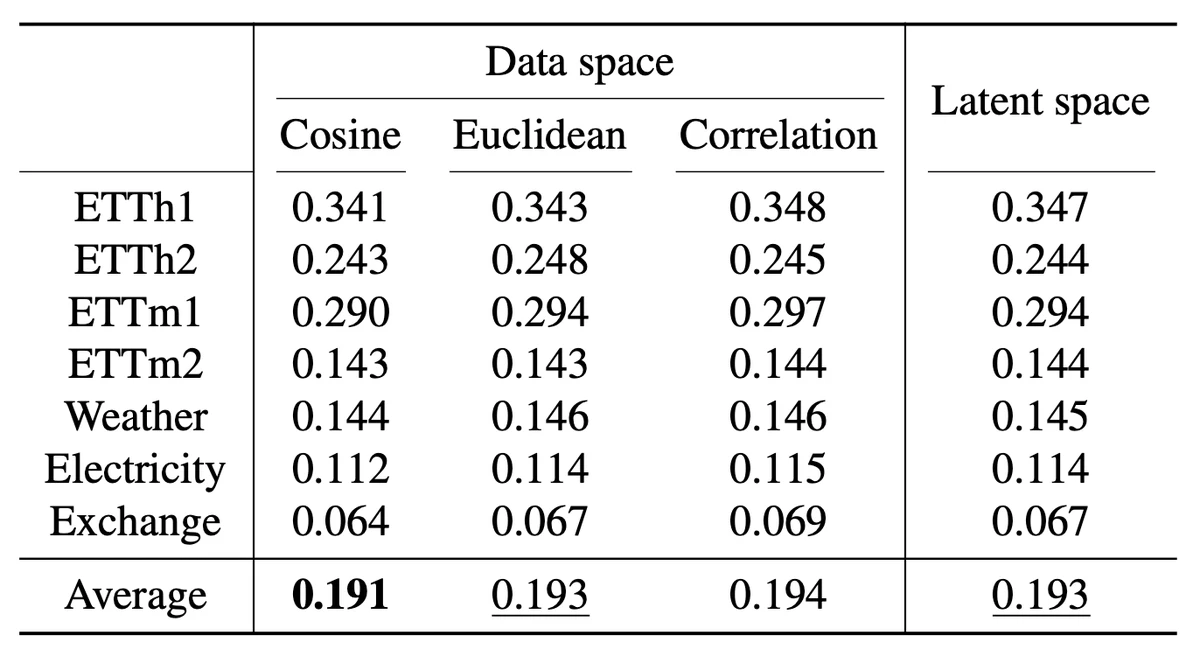 Data space
Latent space
Cosine Euclidean Correlation
ETTh1 0.341 0.343 0.348 0.347
ETTh2 0.243 0.248 0.245 0.244
ETTm1 0.290 0.294 0.297 0.294
ETTm2 0.143 0.143 0.144 0.144
Weather 0.144 0.146 0.146 0.145
Electricity 0.112 0.114 0.115 0.114
Exchange 0.064 0.067 0.069 0.067
Average 0.191 0.193 0.194 0.193